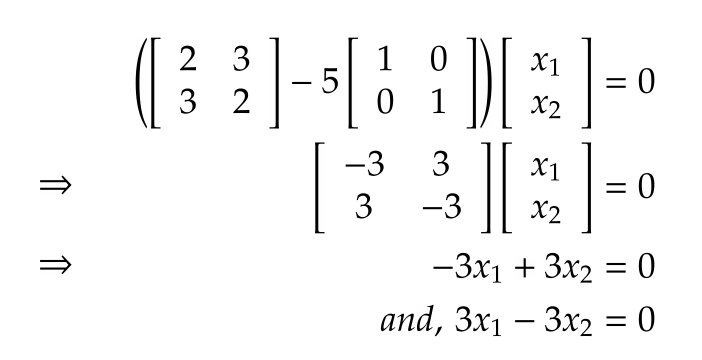 ([2 3; 3 2] − 5 [1 0; 0 1]) [x₁; x₂] = 0
⇒ [−3 3; 3 −3] [x₁; x₂] = 0
⇒ −3x₁ + 3x₂ = 0
and, 3x₁ − 3x₂ = 0